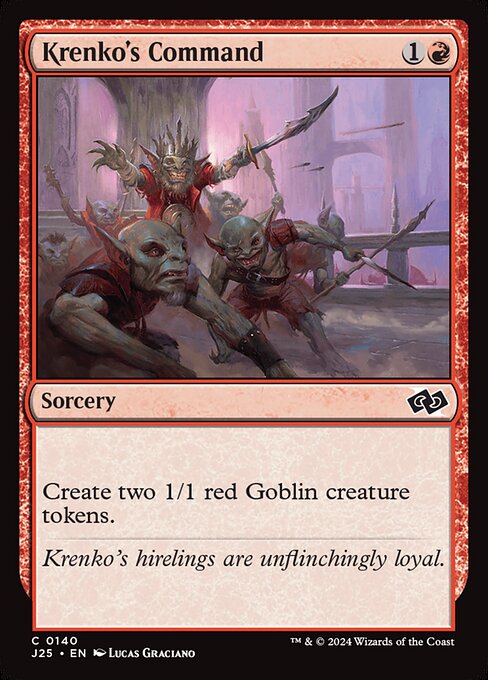 Krenko's Command 1
Sorcery
Create two 1/1 red Goblin creature
tokens.
Krenko's hirelings are unflinchingly loyal.
C 0140
J25 • EN Lucas Graciano
™ & © 2024 Wizards of the Coast